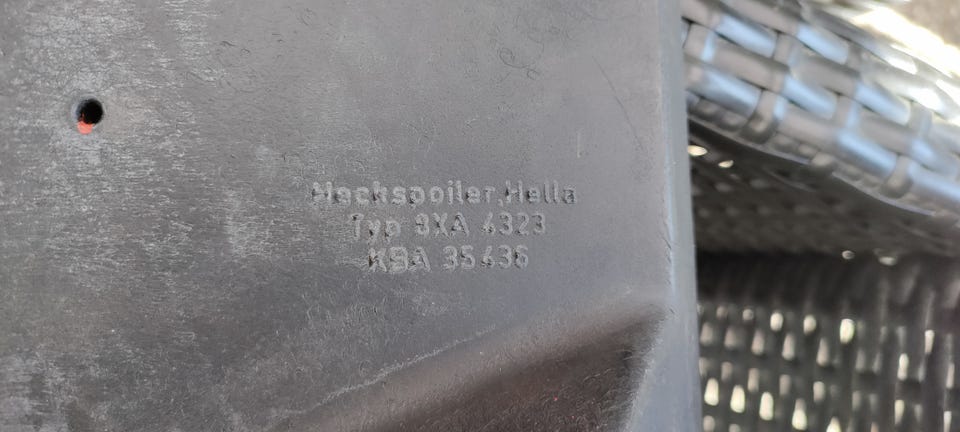 Heckspoiler,Hella
Typ 8XA 4323
KBA 35436